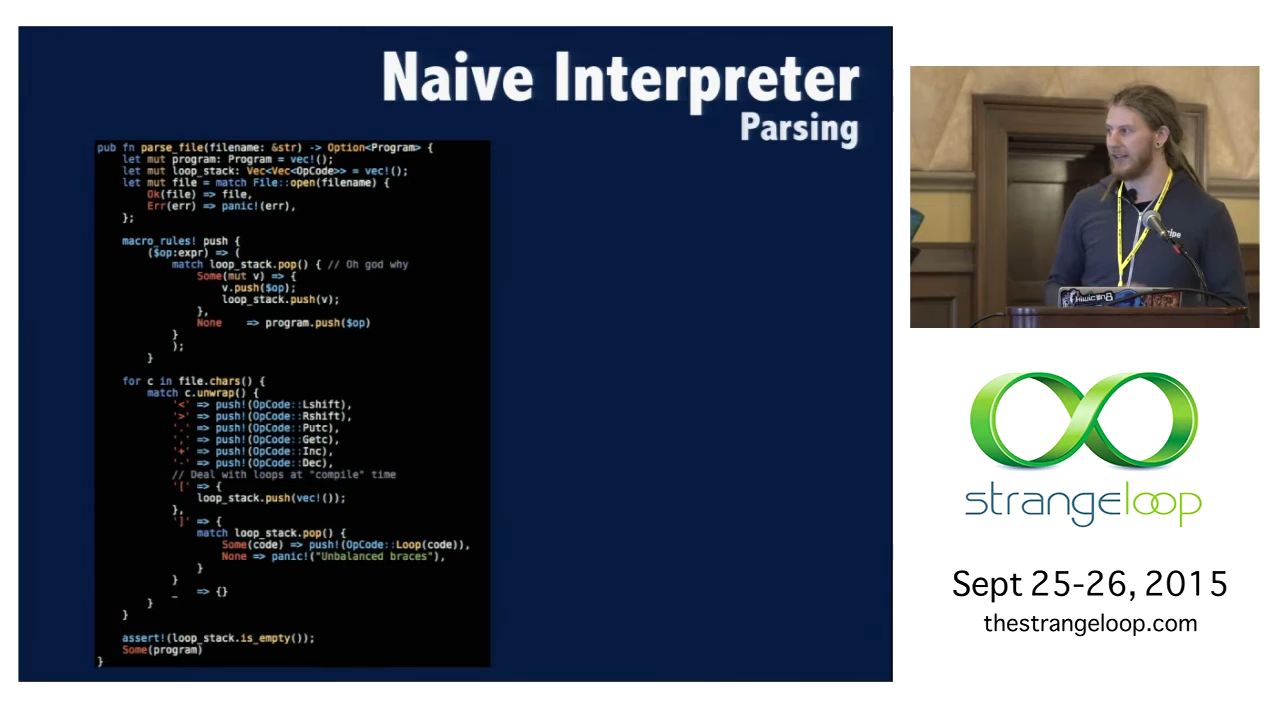 Naive Interpreter
Parsing
pub fn parse_file(filename: &str) -> Option<Program> {
let mut program: Program = vec!();
let mut loop_stack: Vec<Vec<OpCode>> = vec!();
let mut file = match File::open(filename) {
Ok(file) => file,
Err(err) => panic!(err),
};
macro_rules! push {
($op:expr) => (
match loop_stack.pop() { // Oh god why
Some(mut v) => {
v.push($op);
loop_stack.push(v);
},
None => program.push($op)
}
);
}
for c in file.chars() {
match c.unwrap() {
'<' => push!(OpCode::Lshift),
'>' => push!(OpCode::Rshift),
'.' => push!(OpCode::Putc),
',' => push!(OpCode::Getc),
'+' => push!(OpCode::Inc),
'-' => push!(OpCode::Dec),
// Deal with loops at "compile" time
'[' => {
loop_stack.push(vec!());
},
']' => {
match loop_stack.pop() {
Some(code) => push!(OpCode::Loop(code)),
None => panic!("Unbalanced braces"),
}
}
_ => {}
}
}
assert!(loop_stack.is_empty());
Some(program)
}
kiwicon8
strangeloop
Sept 25-26, 2015
thestrangeloop.com